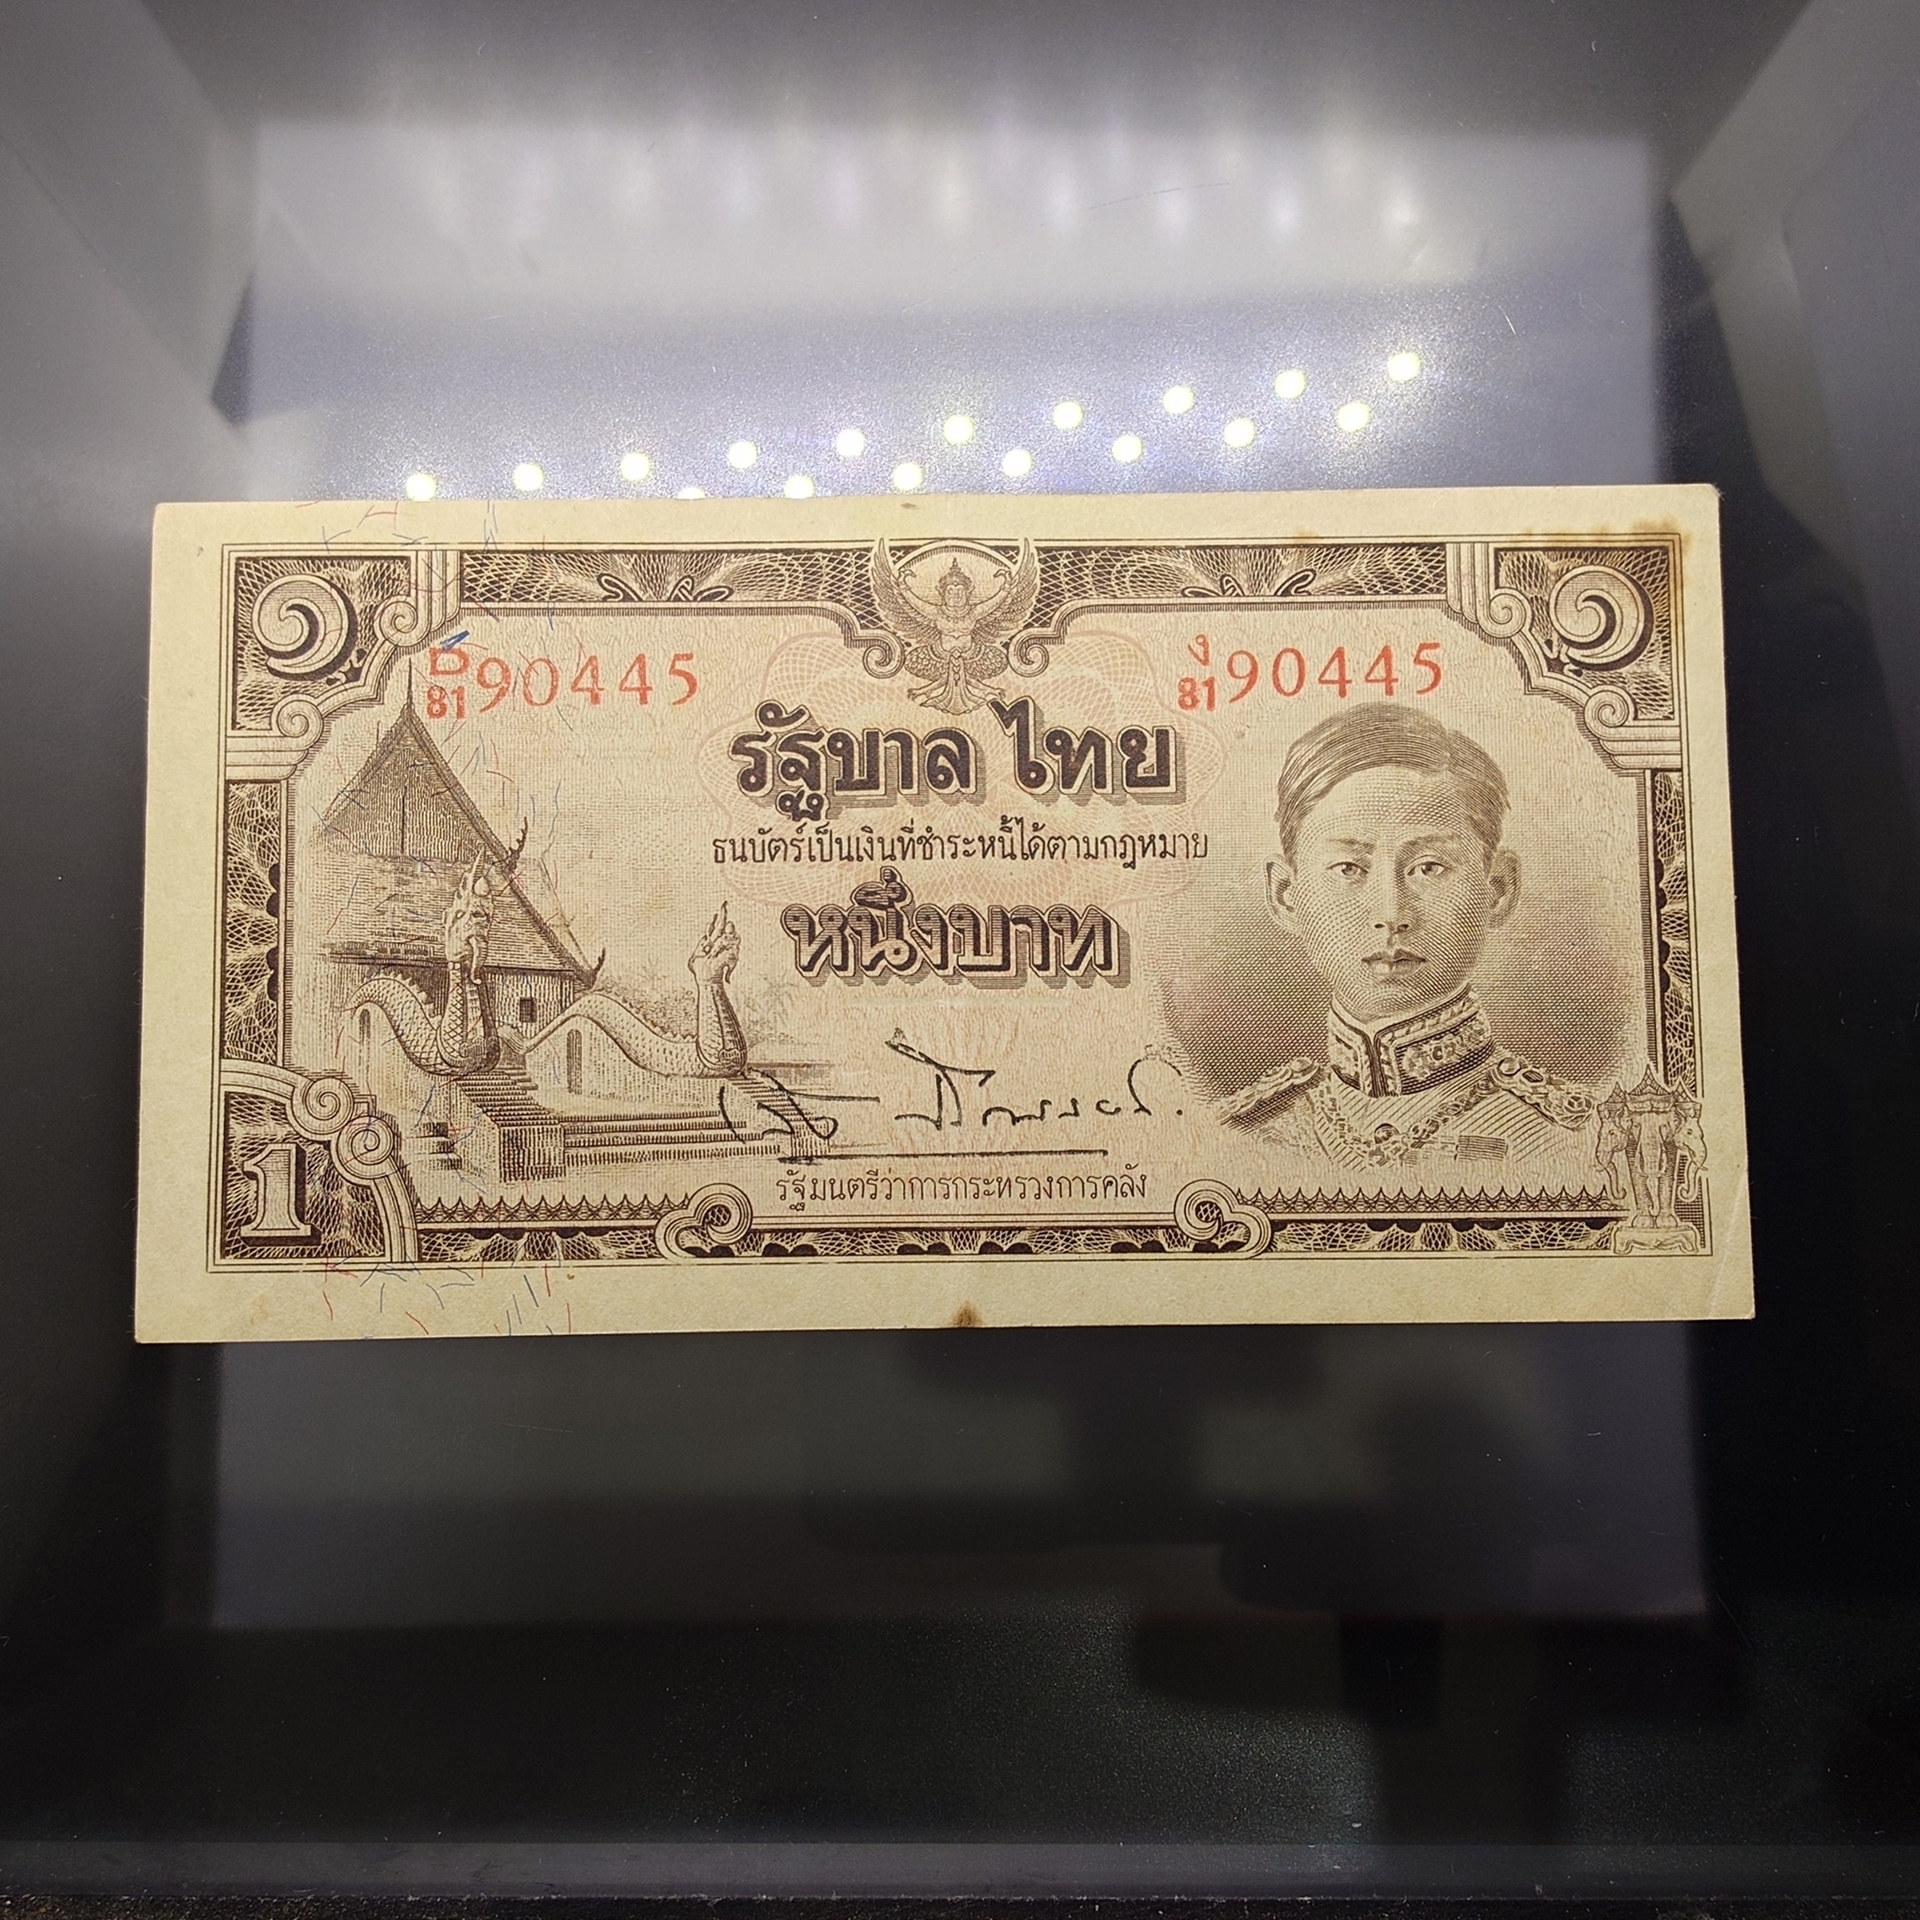 ๑ ๑
D/81 90445 ง/81 90445
รัฐบาล ไทย
ธนบัตร์เป็นเงินที่ชำระหนี้ได้ตามกฎหมาย
หนึ่งบาท
รัฐมนตรีว่าการกระทรวงการคลัง
1